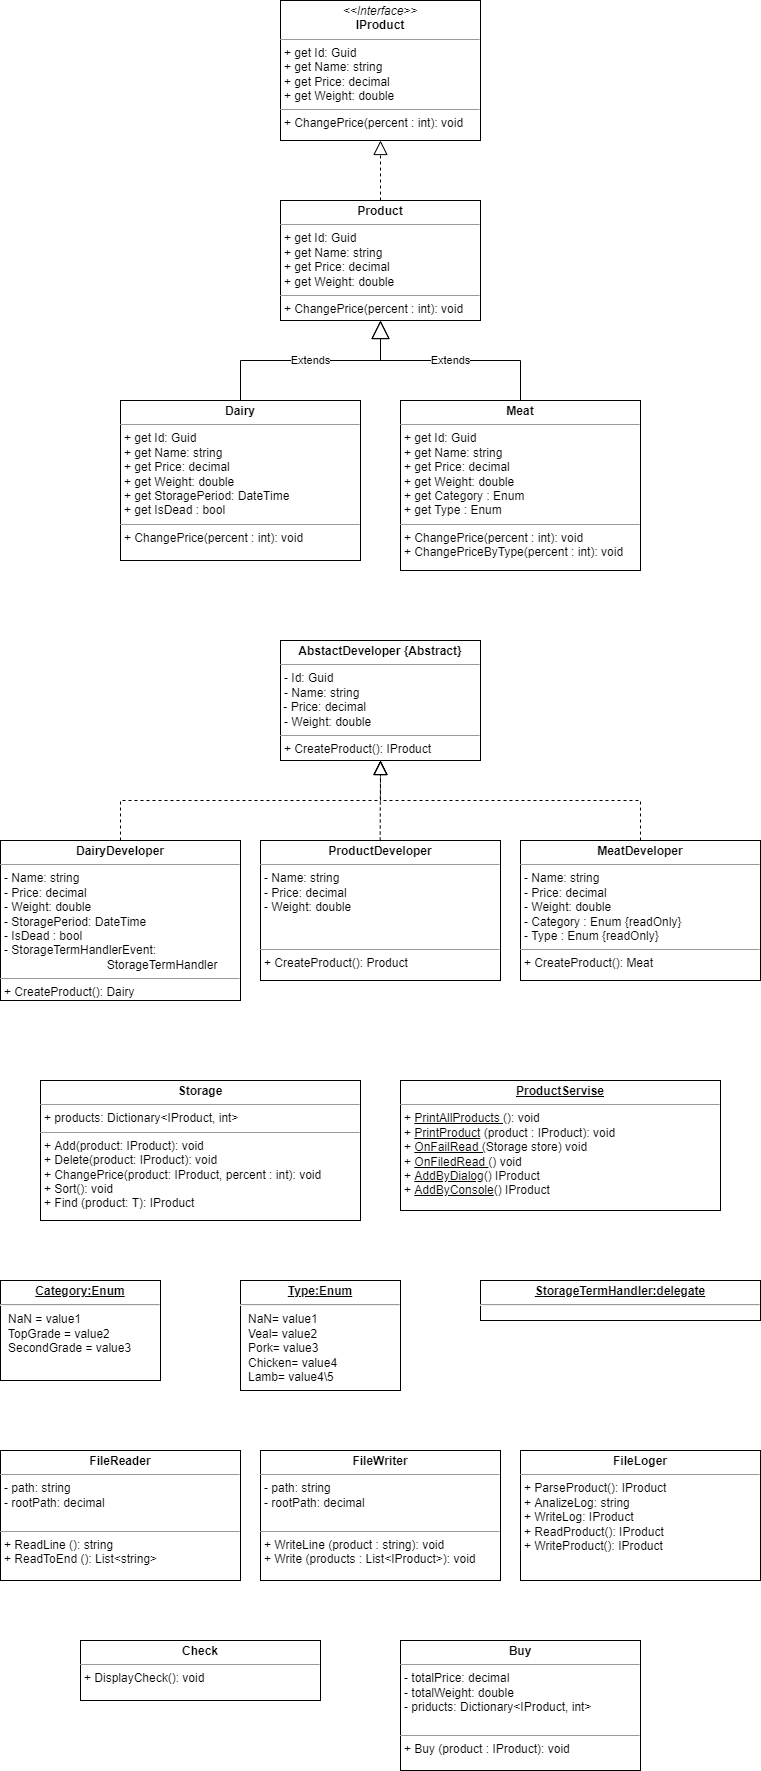 <<Interface>>
IProduct
+ get Id: Guid
+ get Name: string
+ get Price: decimal
+ get Weight: double
+ ChangePrice(percent : int): void
Product
+ get Id: Guid
+ get Name: string
+ get Price: decimal
+ get Weight: double
+ ChangePrice(percent : int): void
Extends
Extends
Dairy
+ get Id: Guid
+ get Name: string
+ get Price: decimal
+ get Weight: double
+ get StoragePeriod: DateTime
+ get IsDead : bool
+ ChangePrice(percent : int): void
Meat
+ get Id: Guid
+ get Name: string
+ get Price: decimal
+ get Weight: double
+ get Category : Enum
+ get Type : Enum
+ ChangePrice(percent : int): void
+ ChangePriceByType(percent : int): void
AbstactDeveloper {Abstract}
- Id: Guid
- Name: string
- Price: decimal
- Weight: double
+ CreateProduct(): IProduct
DairyDeveloper
- Name: string
- Price: decimal
- Weight: double
- StoragePeriod: DateTime
- IsDead : bool
- StorageTermHandlerEvent:
StorageTermHandler
+ CreateProduct(): Dairy
ProductDeveloper
- Name: string
- Price: decimal
- Weight: double
+ CreateProduct(): Product
MeatDeveloper
- Name: string
- Price: decimal
- Weight: double
- Category : Enum {readOnly}
- Type : Enum {readOnly}
+ CreateProduct(): Meat
Storage
+ products: Dictionary<IProduct, int>
+ Add(product: IProduct): void
+ Delete(product: IProduct): void
+ ChangePrice(product: IProduct, percent : int): void
+ Sort(): void
+ Find (product: T): IProduct
ProductServise
+ PrintAllProducts (): void
+ PrintProduct (product : IProduct): void
+ OnFailRead (Storage store) void
+ OnFiledRead () void
+ AddByDialog() IProduct
+ AddByConsole() IProduct
Category:Enum
NaN = value1
TopGrade = value2
SecondGrade = value3
Type:Enum
NaN= value1
Veal= value2
Pork= value3
Chicken= value4
Lamb= value4\5
StorageTermHandler:delegate
FileReader
- path: string
- rootPath: decimal
+ ReadLine (): string
+ ReadToEnd (): List<string>
FileWriter
- path: string
- rootPath: decimal
+ WriteLine (product : string): void
+ Write (products : List<IProduct>): void
FileLoger
+ ParseProduct(): IProduct
+ AnalizeLog: string
+ WriteLog: IProduct
+ ReadProduct(): IProduct
+ WriteProduct(): IProduct
Check
+ DisplayCheck(): void
Buy
- totalPrice: decimal
- totalWeight: double
- priducts: Dictionary<IProduct, int>
+ Buy (product : IProduct): void